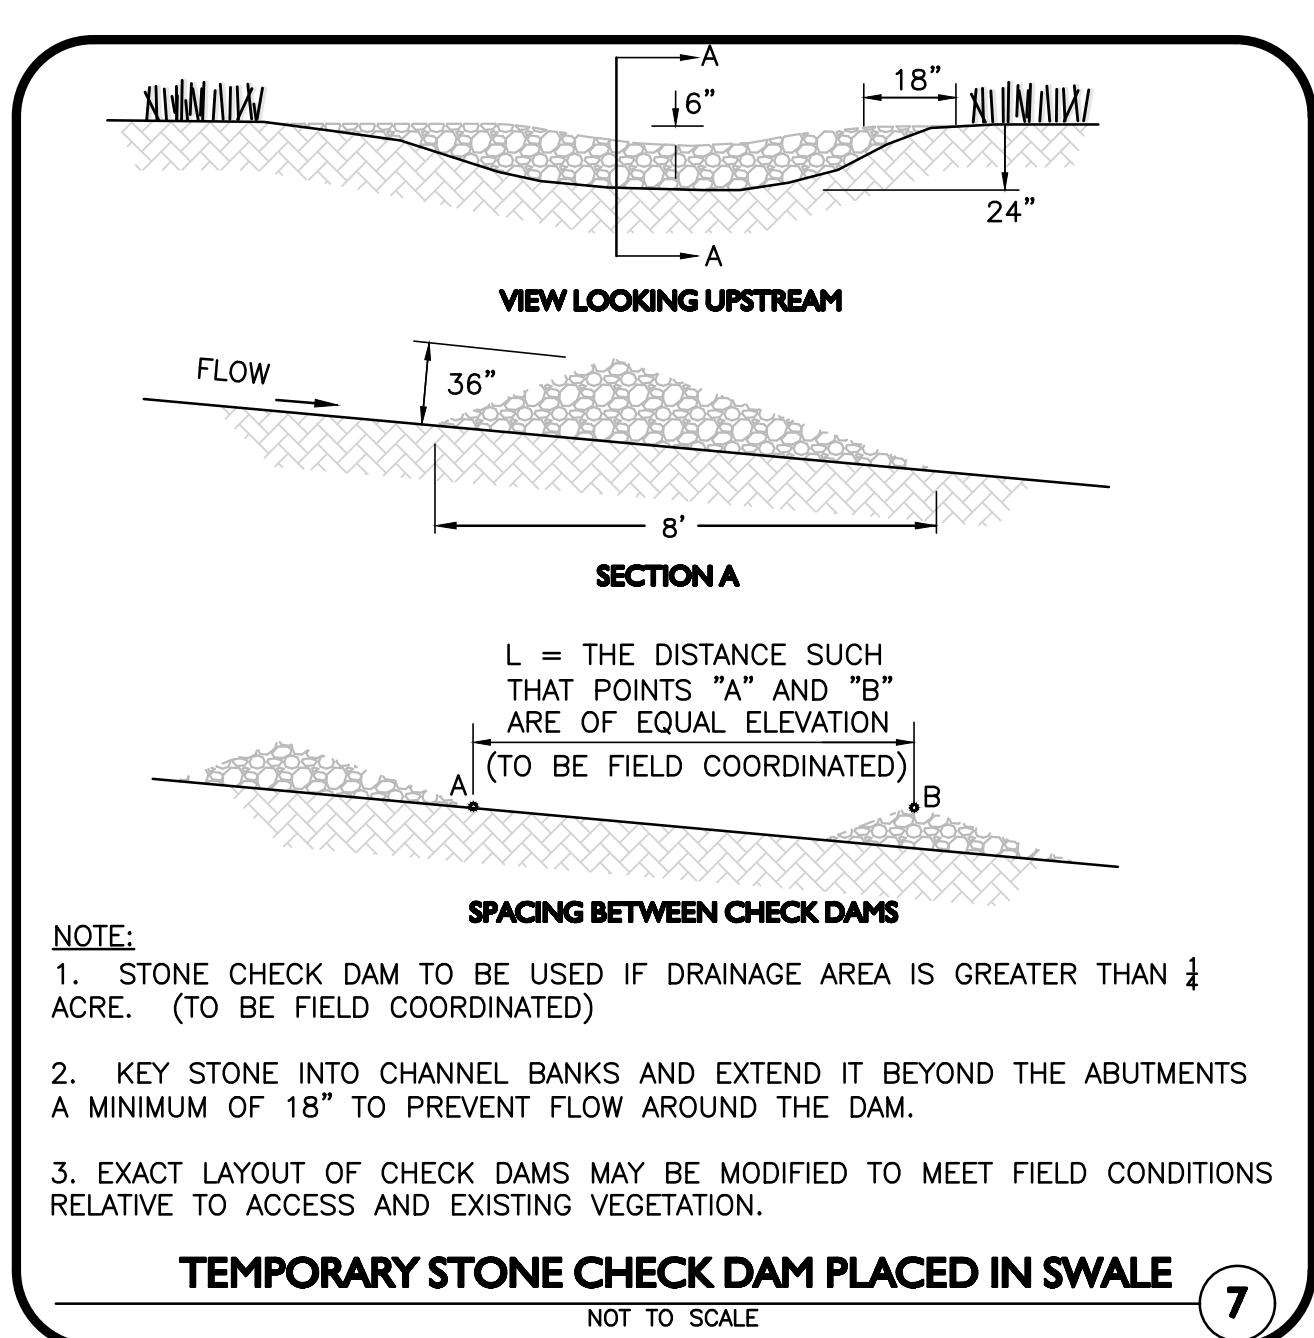 A
6”
18”
24”
A
VIEW LOOKING UPSTREAM
FLOW
36”
8’
SECTION A
L = THE DISTANCE SUCH
THAT POINTS ”A” AND ”B”
ARE OF EQUAL ELEVATION
(TO BE FIELD COORDINATED)
A
B
SPACING BETWEEN CHECK DAMS
NOTE:
1. STONE CHECK DAM TO BE USED IF DRAINAGE AREA IS GREATER THAN 1/4
ACRE. (TO BE FIELD COORDINATED)
2. KEY STONE INTO CHANNEL BANKS AND EXTEND IT BEYOND THE ABUTMENTS
A MINIMUM OF 18” TO PREVENT FLOW AROUND THE DAM.
3. EXACT LAYOUT OF CHECK DAMS MAY BE MODIFIED TO MEET FIELD CONDITIONS
RELATIVE TO ACCESS AND EXISTING VEGETATION.
TEMPORARY STONE CHECK DAM PLACED IN SWALE
7
NOT TO SCALE